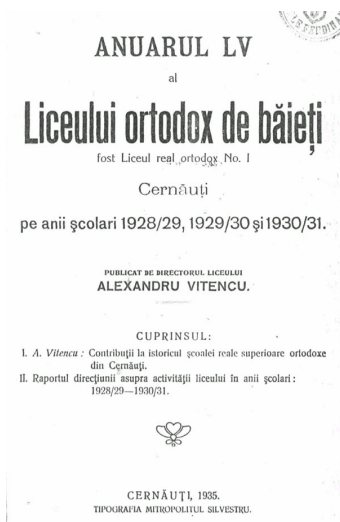 ANUARUL LV
al
Liceului ortodox de băieți
fost Liceul real ortodox No. I
Cernăuți
pe anii școlari 1928/29, 1929/30 și 1930/31.
PUBLICAT DE DIRECTORUL LICEULUI
ALEXANDRU VITENCU.
CUPRINSUL:
I. A. Vitencu: Contribuții la istoricul școalei reale superioare ortodoxe
din Cernăuți.
II. Raportul direcțiunii asupra activității liceului în anii școlari:
1928/29—1930/31.
CERNĂUȚI, 1935.
TIPOGRAFIA MITROPOLITUL SILVESTRU.